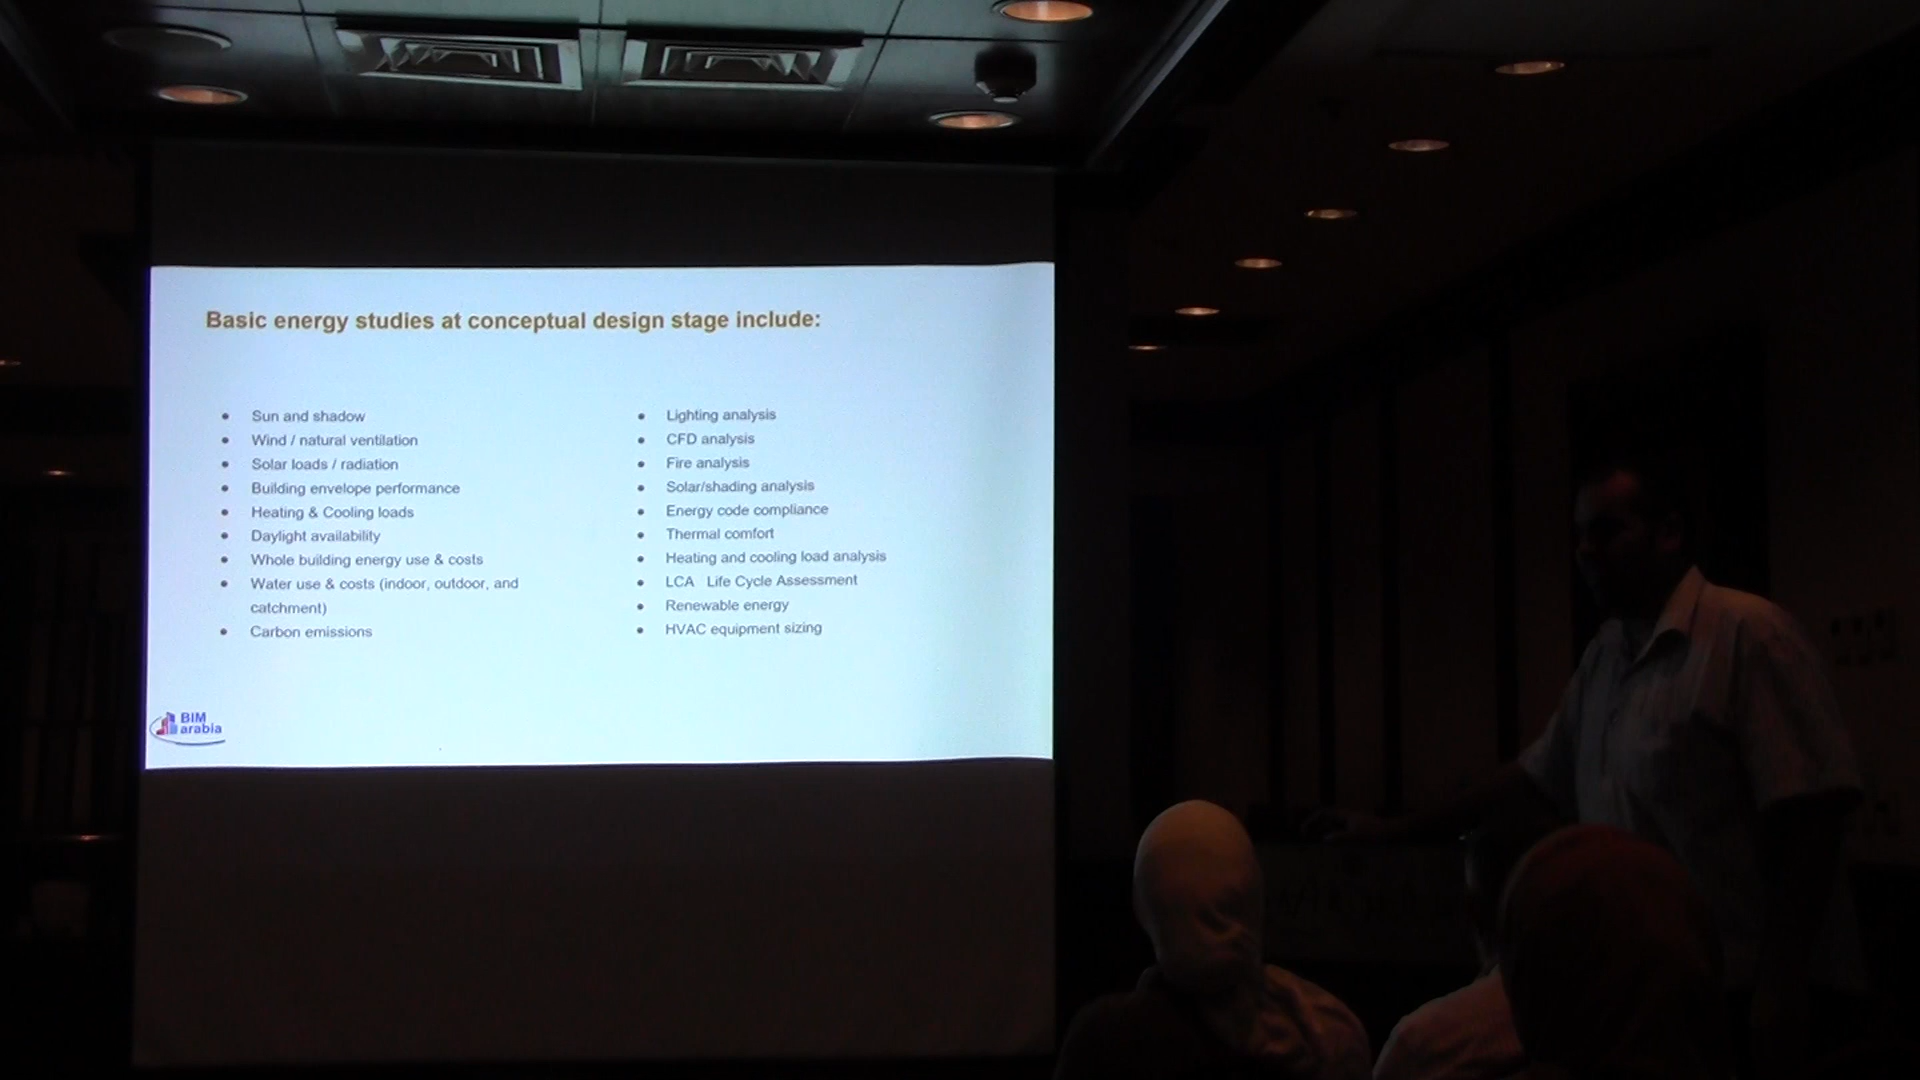 Basic energy studies at conceptual design stage include:
• Sun and shadow
• Wind / natural ventilation
• Solar loads / radiation
• Building envelope performance
• Heating & Cooling loads
• Daylight availability
• Whole building energy use & costs
• Water use & costs (indoor, outdoor, and
catchment)
• Carbon emissions
• Lighting analysis
• CFD analysis
• Fire analysis
• Solar/shading analysis
• Energy code compliance
• Thermal comfort
• Heating and cooling load analysis
• LCA Life Cycle Assessment
• Renewable energy
• HVAC equipment sizing
BIM
arabia